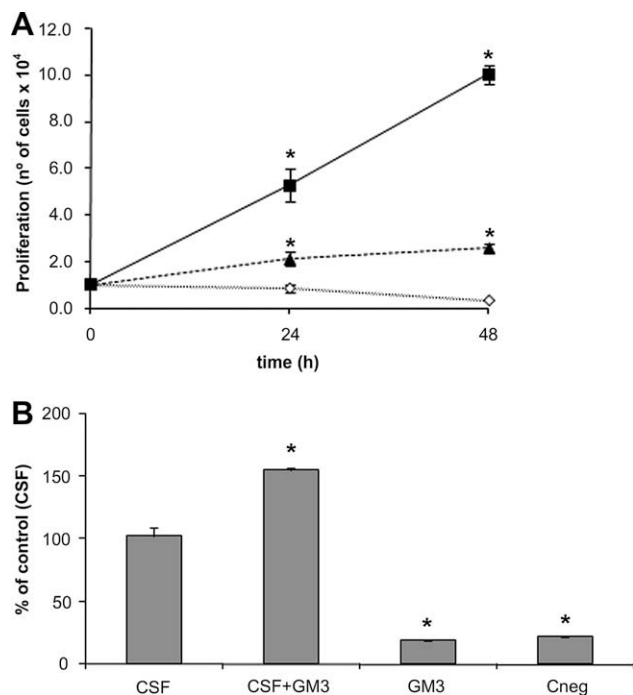 A
Proliferation (nº of cells x 10⁴)
12.0
10.0
8.0
6.0
4.0
2.0
0.0
*
*
*
*
0
24
48
time (h)
B
% of control (CSF)
200
150
100
50
0
*
*
*
CSF
CSF+GM3
GM3
Cneg